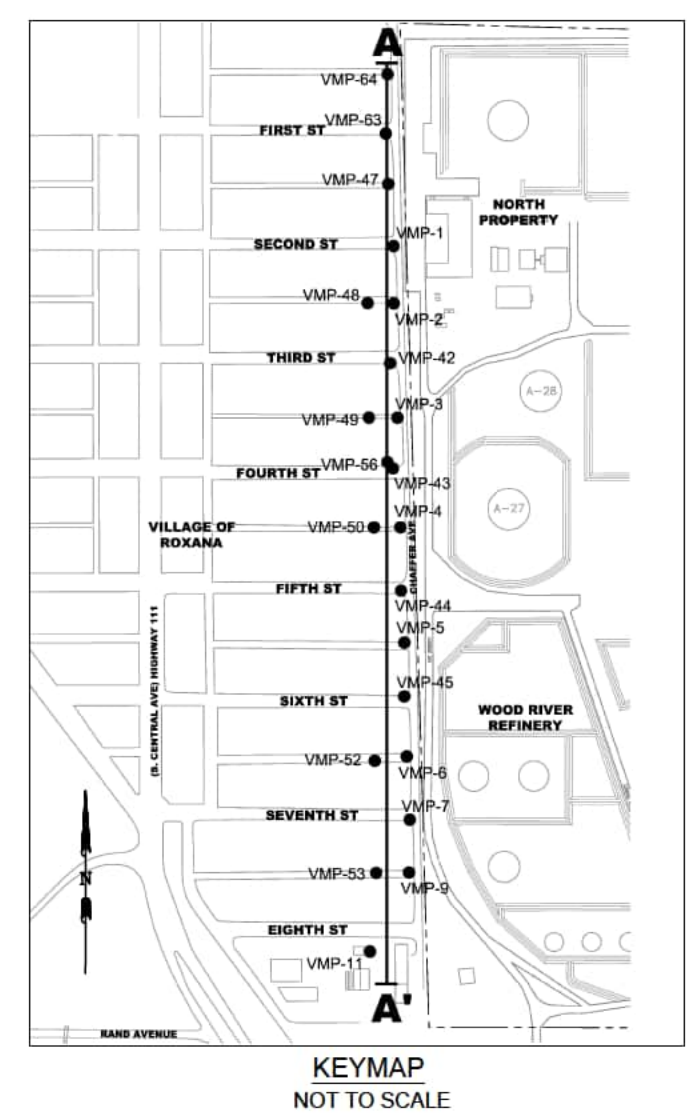 A
VMP-64
VMP-63
FIRST ST
VMP-47
NORTH
PROPERTY
VMP-1
SECOND ST
VMP-48
VMP-2
THIRD ST
VMP-42
A-28
VMP-3
VMP-49
VMP-56
FOURTH ST
VMP-43
VMP-4
A-27
VILLAGE OF
ROXANA
VMP-50
CHAFFER AVE
FIFTH ST
VMP-44
VMP-5
(S. CENTRAL AVE) HIGHWAY 111
VMP-45
SIXTH ST
WOOD RIVER
REFINERY
VMP-52
VMP-6
VMP-7
SEVENTH ST
VMP-53
N
VMP-9
EIGHTH ST
VMP-11
A'
RAND AVENUE
KEYMAP
NOT TO SCALE